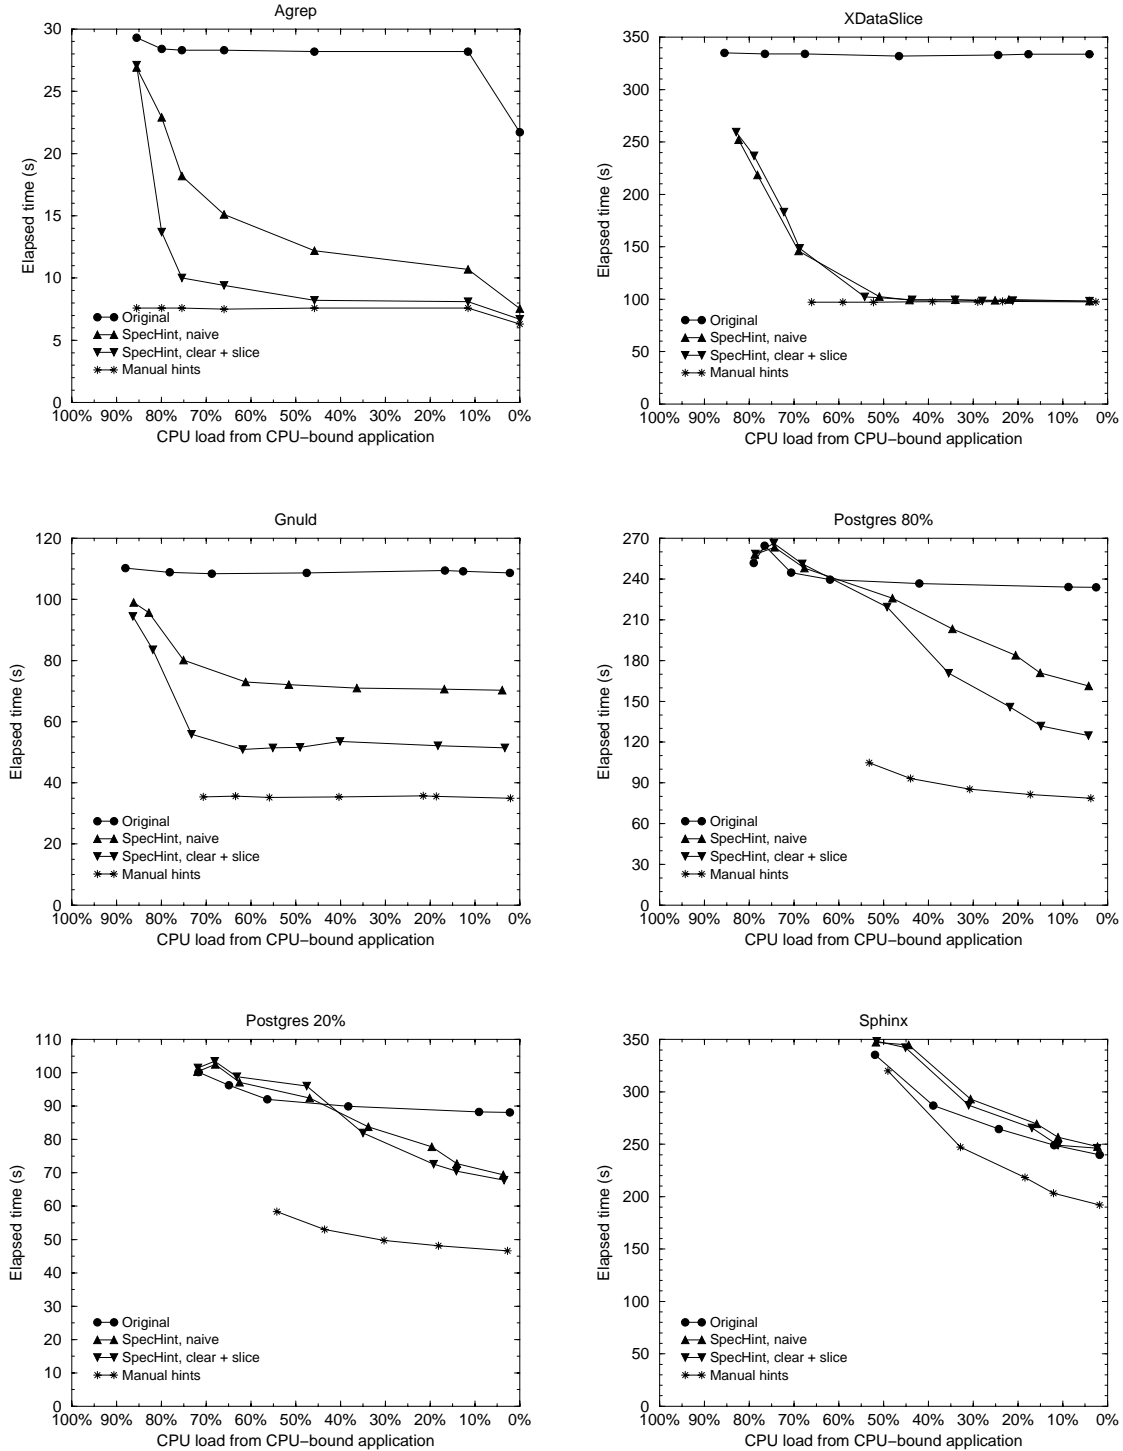 Agrep
30
25
20
15
10
5
0
Elapsed time (s)
Original
SpecHint, naive
SpecHint, clear + slice
Manual hints
100% 90% 80% 70% 60% 50% 40% 30% 20% 10% 0%
CPU load from CPU−bound application
XDataSlice
350
300
250
200
150
100
50
0
Elapsed time (s)
Original
SpecHint, naive
SpecHint, clear + slice
Manual hints
100% 90% 80% 70% 60% 50% 40% 30% 20% 10% 0%
CPU load from CPU−bound application
Gnuld
120
100
80
60
40
20
0
Elapsed time (s)
Original
SpecHint, naive
SpecHint, clear + slice
Manual hints
100% 90% 80% 70% 60% 50% 40% 30% 20% 10% 0%
CPU load from CPU−bound application
Postgres 80%
270
240
210
180
150
120
90
60
30
0
Elapsed time (s)
Original
SpecHint, naive
SpecHint, clear + slice
Manual hints
100% 90% 80% 70% 60% 50% 40% 30% 20% 10% 0%
CPU load from CPU−bound application
Postgres 20%
110
100
90
80
70
60
50
40
30
20
10
0
Elapsed time (s)
Original
SpecHint, naive
SpecHint, clear + slice
Manual hints
100% 90% 80% 70% 60% 50% 40% 30% 20% 10% 0%
CPU load from CPU−bound application
Sphinx
350
300
250
200
150
100
50
0
Elapsed time (s)
Original
SpecHint, naive
SpecHint, clear + slice
Manual hints
100% 90% 80% 70% 60% 50% 40% 30% 20% 10% 0%
CPU load from CPU−bound application